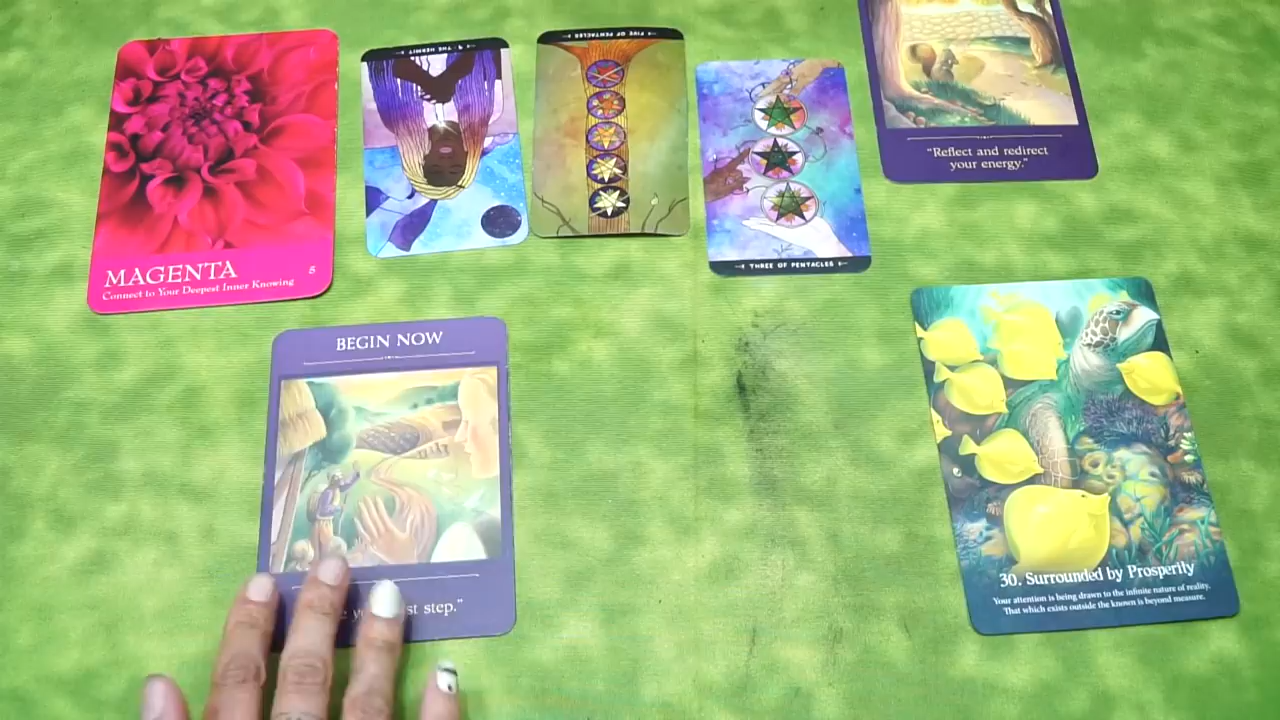 MAGENTA
5
Connect to Your Deepest Inner Knowing
9 · THE HERMIT
FIVE OF PENTACLES
THREE OF PENTACLES
"Reflect and redirect
your energy."
BEGIN NOW
st step."
30. Surrounded by Prosperity
Your attention is being drawn to the infinite nature of reality.
That which exists outside the known is beyond measure.